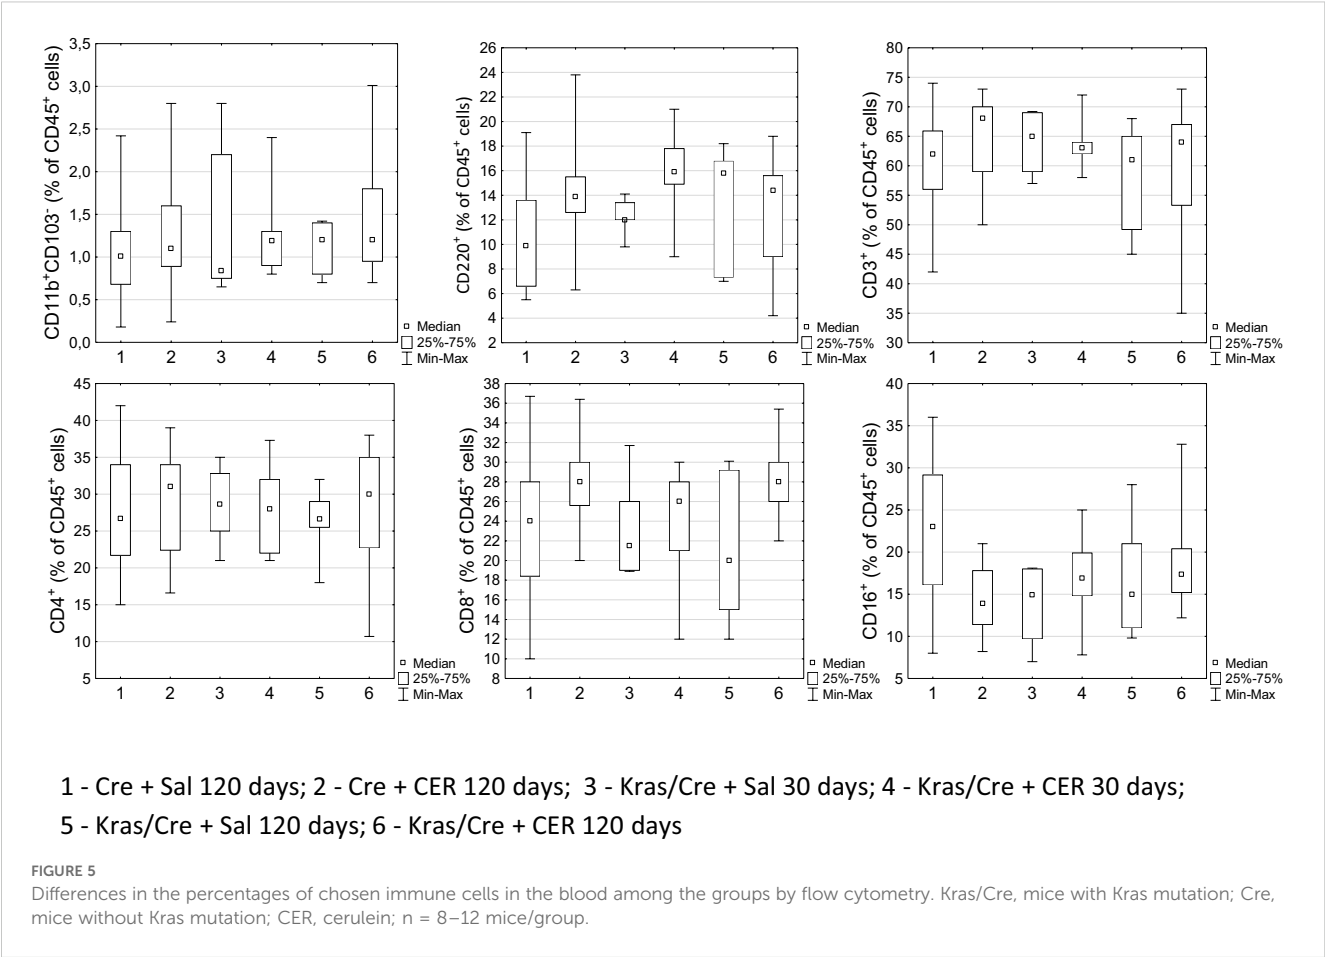 CD11b+CD103- (% of CD45+ cells)
3,5
3,0
2,5
2,0
1,5
1,0
0,5
0,0
1 2 3 4 5 6
Median
25%-75%
Min-Max
CD220+ (% of CD45+ cells)
26
24
22
20
18
16
14
12
10
8
6
4
2
1 2 3 4 5 6
Median
25%-75%
Min-Max
CD3+ (% of CD45+ cells)
80
75
70
65
60
55
50
45
40
35
30
1 2 3 4 5 6
Median
25%-75%
Min-Max
CD4+ (% of CD45+ cells)
45
40
35
30
25
20
15
10
5
1 2 3 4 5 6
Median
25%-75%
Min-Max
CD8+ (% of CD45+ cells)
38
36
34
32
30
28
26
24
22
20
18
16
14
12
10
8
1 2 3 4 5 6
Median
25%-75%
Min-Max
CD16+ (% of CD45+ cells)
40
35
30
25
20
15
10
5
1 2 3 4 5 6
Median
25%-75%
Min-Max
1 - Cre + Sal 120 days; 2 - Cre + CER 120 days; 3 - Kras/Cre + Sal 30 days; 4 - Kras/Cre + CER 30 days;
5 - Kras/Cre + Sal 120 days; 6 - Kras/Cre + CER 120 days
FIGURE 5
Differences in the percentages of chosen immune cells in the blood among the groups by flow cytometry. Kras/Cre, mice with Kras mutation; Cre,
mice without Kras mutation; CER, cerulein; n = 8–12 mice/group.